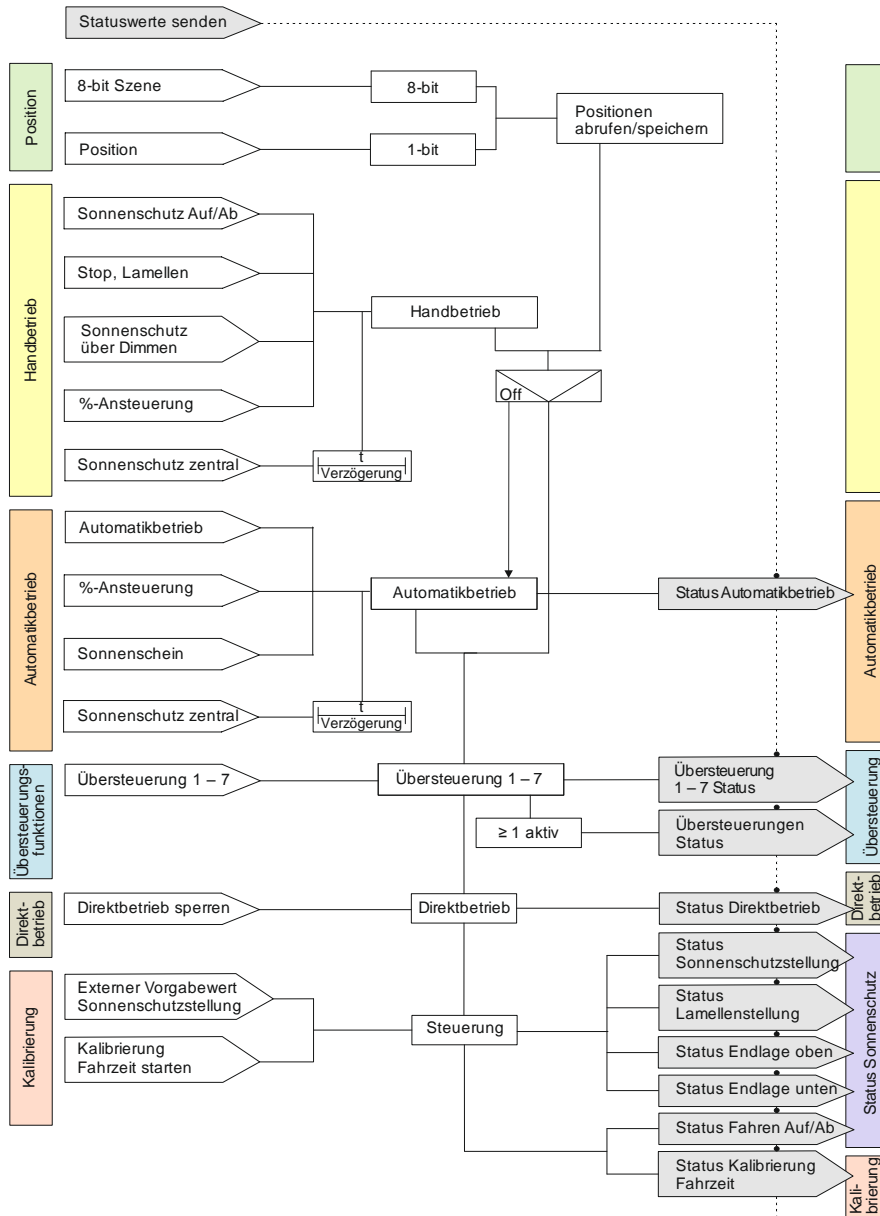 Statuswerte senden
Position
8-bit Szene
8-bit
Positionen
abrufen/speichern
Position
1-bit
Handbetrieb
Sonnenschutz Auf/Ab
Stop, Lamellen
Handbetrieb
Sonnenschutz
über Dimmen
Off
%-Ansteuerung
Sonnenschutz zentral
t
Verzögerung
Automatikbetrieb
Automatikbetrieb
%-Ansteuerung
Automatikbetrieb
Status Automatikbetrieb
Automatikbetrieb
Sonnenschein
Sonnenschutz zentral
t
Verzögerung
Übersteuerungs-
funktionen
Übersteuerung 1 – 7
Übersteuerung 1 – 7
Übersteuerung
1 – 7 Status
Übersteuerung
≥ 1 aktiv
Übersteuerungen
Status
Direkt-
betrieb
Direktbetrieb sperren
Direktbetrieb
Status Direktbetrieb
Direkt-
betrieb
Kalibrierung
Externer Vorgabewert
Sonnenschutzstellung
Kalibrierung
Fahrzeit starten
Steuerung
Status
Sonnenschutzstellung
Status
Lamellenstellung
Status Endlage oben
Status Endlage unten
Status Fahren Auf/Ab
Status Sonnenschutz
Status Kalibrierung
Fahrzeit
Kali-
brierung